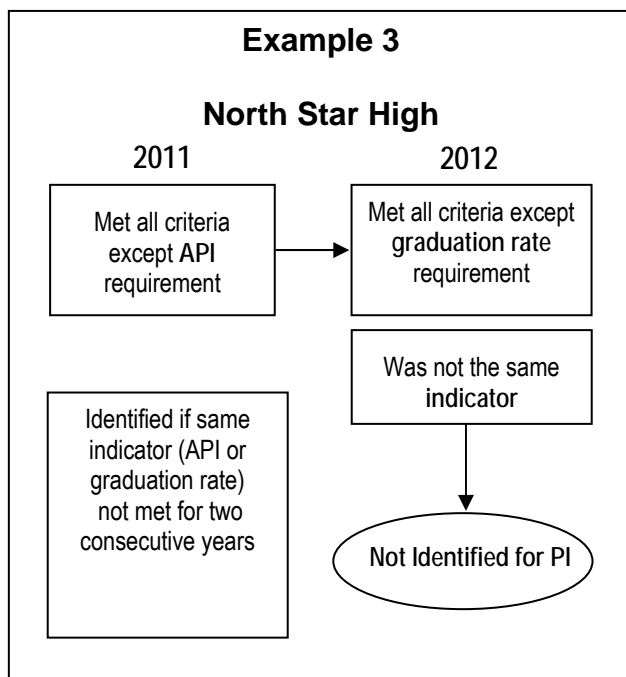 Example 3
North Star High
2011
2012
Met all criteria
except API
requirement
Met all criteria except
graduation rate
requirement
Was not the same
indicator
Identified if same
indicator (API or
graduation rate)
not met for two
consecutive years
Not Identified for PI